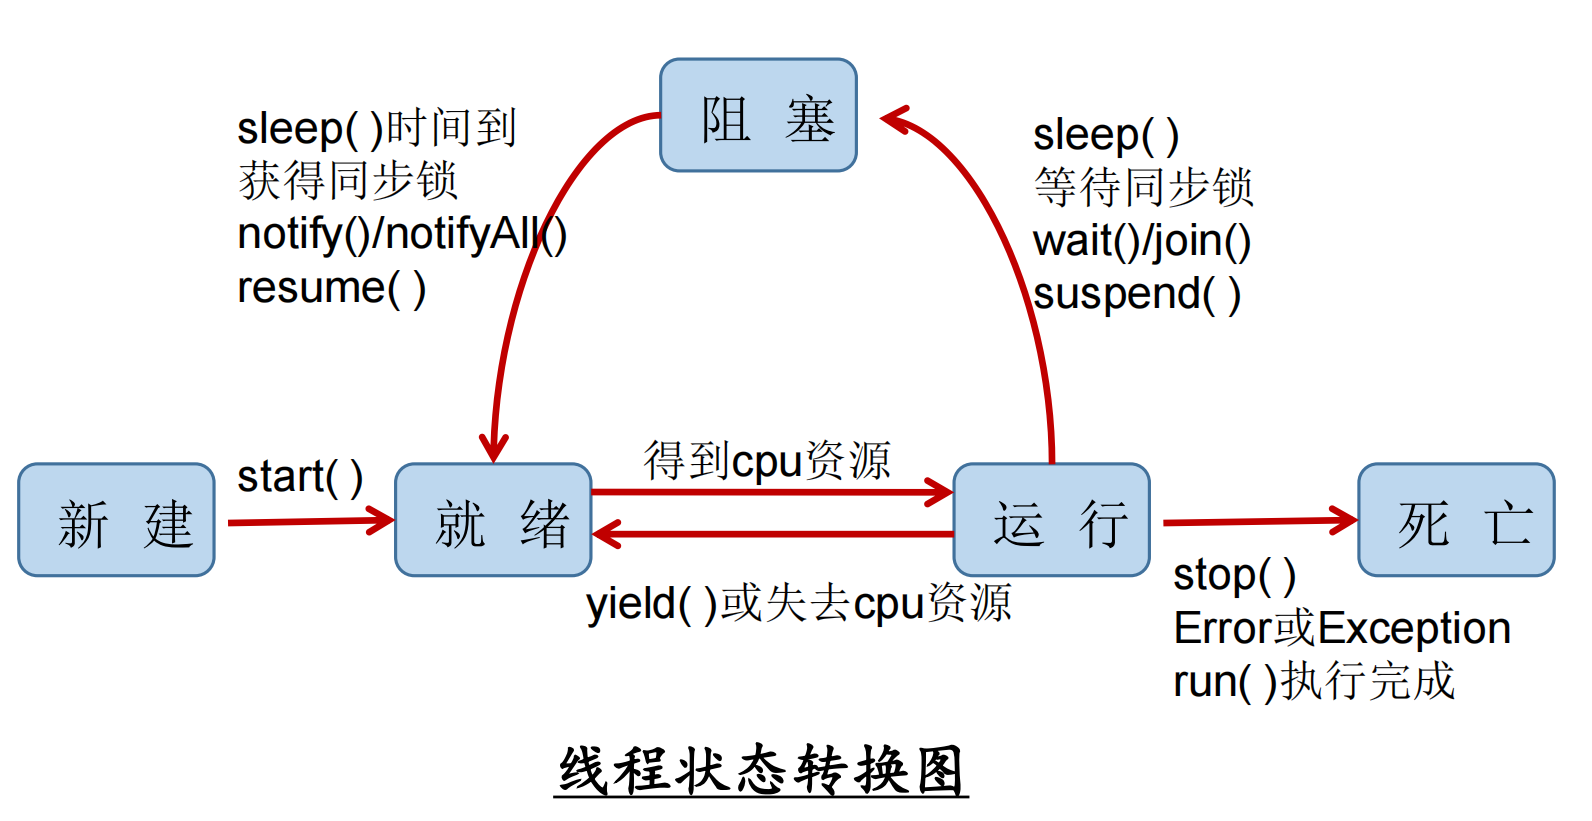 阻 塞
sleep( )时间到
获得同步锁
notify()/notifyAll()
resume( )
sleep( )
等待同步锁
wait()/join()
suspend( )
新 建
start( )
就 绪
得到cpu资源
yield( )或失去cpu资源
运 行
死 亡
stop( )
Error或Exception
run( )执行完成
线程状态转换图